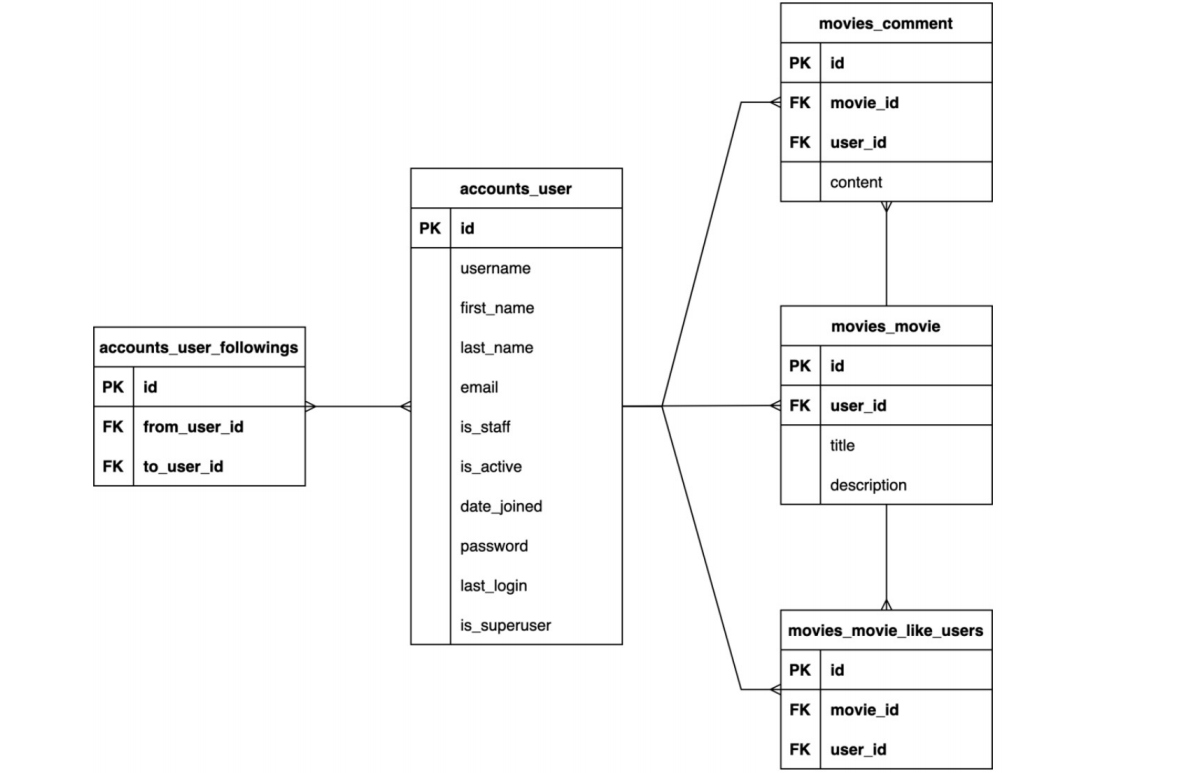 movies_comment
PK id
FK movie_id
FK user_id
content
accounts_user
PK id
username
first_name
last_name
email
is_staff
is_active
date_joined
password
last_login
is_superuser
accounts_user_followings
PK id
FK from_user_id
FK to_user_id
movies_movie
PK id
FK user_id
title
description
movies_movie_like_users
PK id
FK movie_id
FK user_id